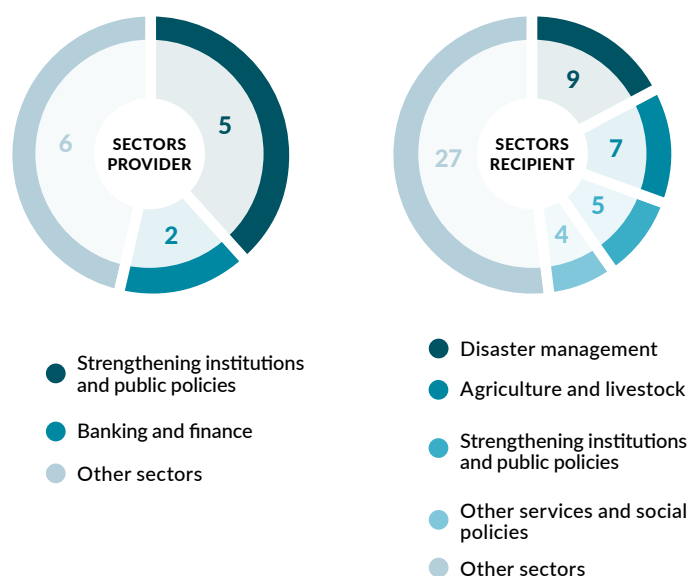 5
6
SECTORS
PROVIDER
2
Strengthening institutions
and public policies
Banking and finance
Other sectors
9
7
27
SECTORS
RECIPIENT
5
4
Disaster management
Agriculture and livestock
Strengthening institutions
and public policies
Other services and social
policies
Other sectors